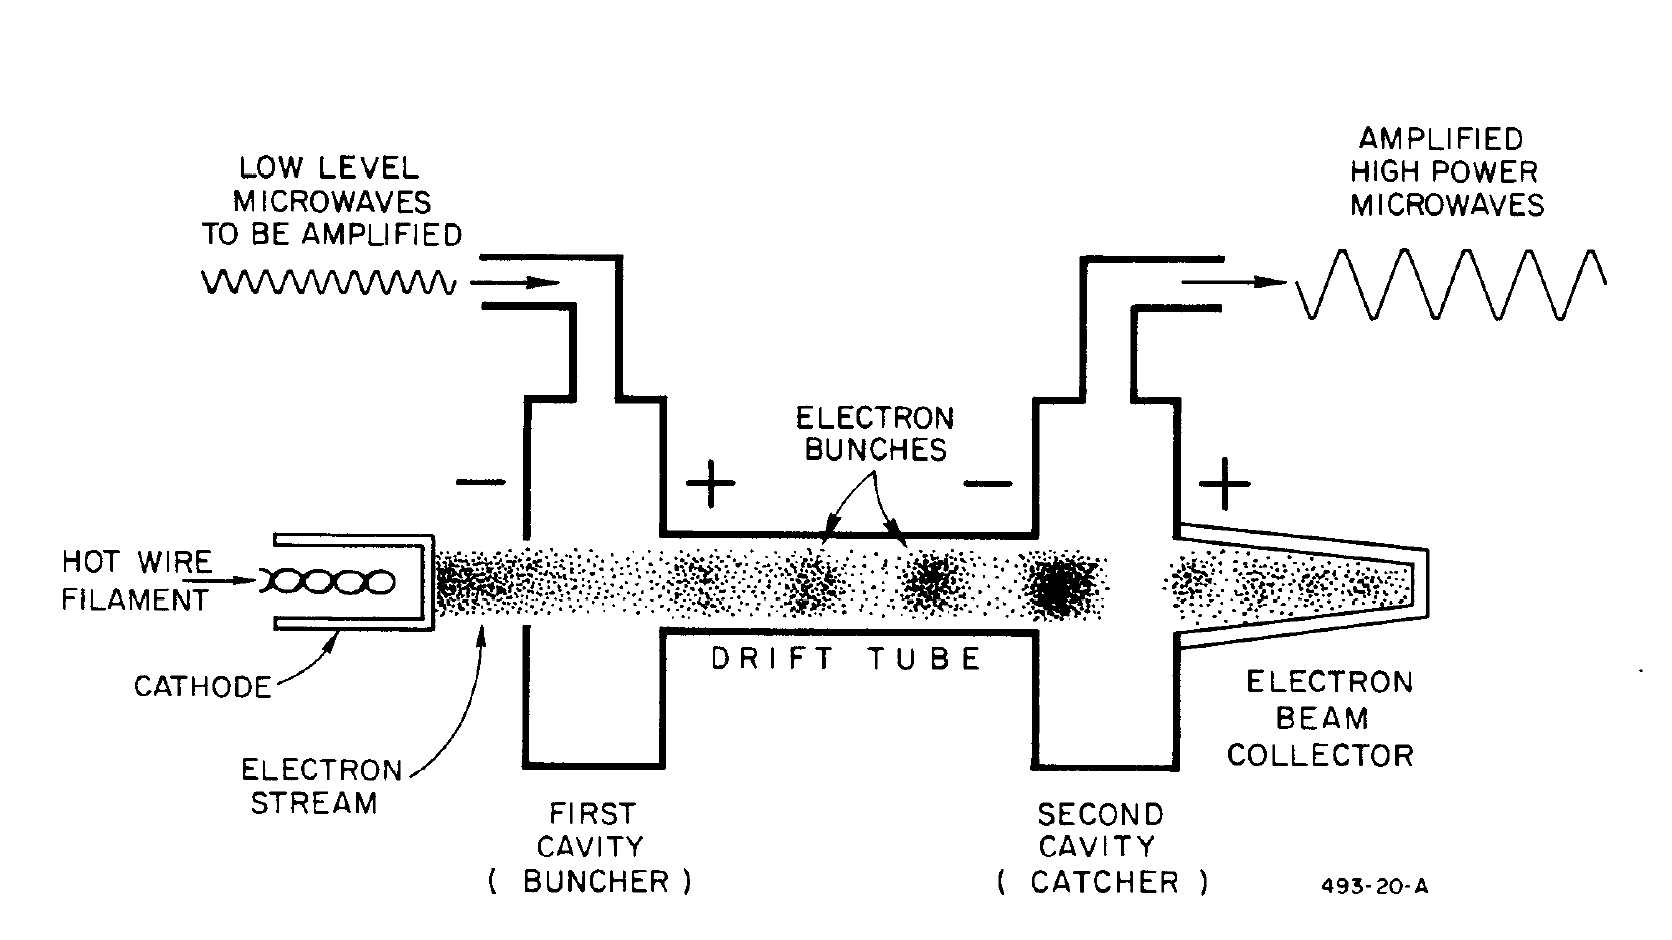 LOW LEVEL
MICROWAVES
TO BE AMPLIFIED
AMPLIFIED
HIGH POWER
MICROWAVES
ELECTRON
BUNCHES
− + − +
HOT WIRE
FILAMENT
CATHODE
DRIFT TUBE
ELECTRON
STREAM
ELECTRON
BEAM
COLLECTOR
FIRST
CAVITY
( BUNCHER )
SECOND
CAVITY
( CATCHER )
493-20-A